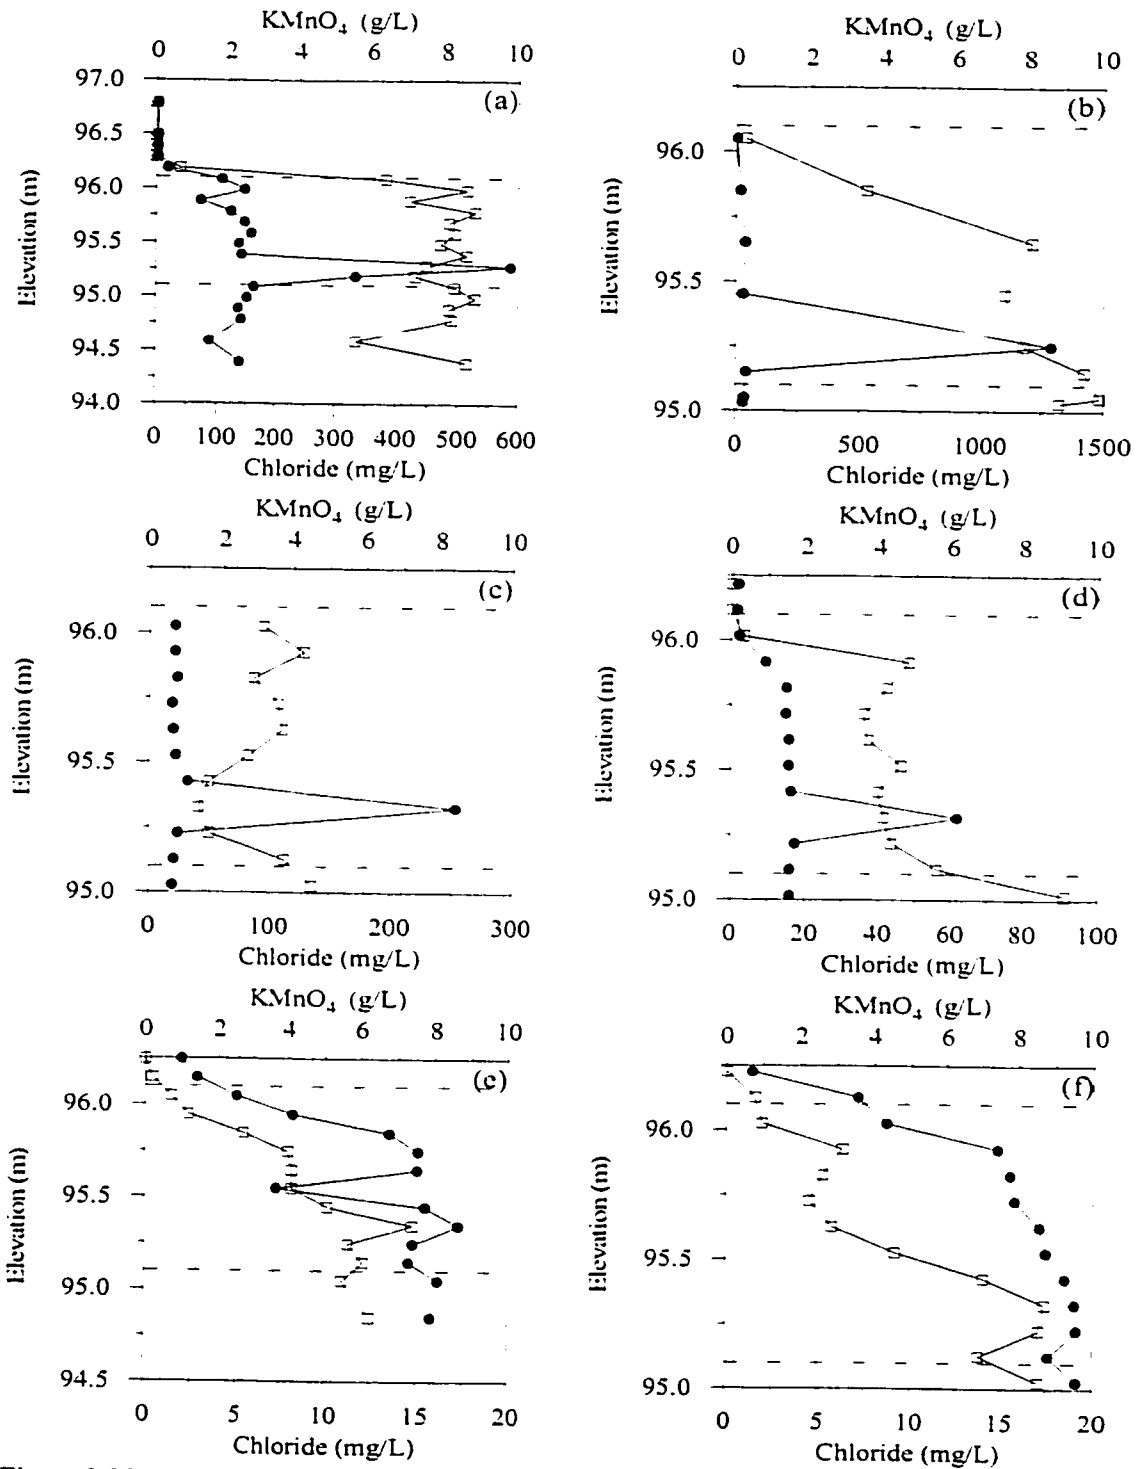 KMnO₄ (g/L)
0 2 4 6 8 10
97.0
(a)
96.5
96.0
95.5
95.0
94.5
94.0
Elevation (m)
0 100 200 300 400 500 600
Chloride (mg/L)
KMnO₄ (g/L)
0 2 4 6 8 10
(b)
96.0
95.5
95.0
Elevation (m)
0 500 1000 1500
Chloride (mg/L)
KMnO₄ (g/L)
0 2 4 6 8 10
(c)
96.0
95.5
95.0
Elevation (m)
0 100 200 300
Chloride (mg/L)
KMnO₄ (g/L)
0 2 4 6 8 10
(d)
96.0
95.5
95.0
Elevation (m)
0 20 40 60 80 100
Chloride (mg/L)
KMnO₄ (g/L)
0 2 4 6 8 10
(e)
96.0
95.5
95.0
94.5
Elevation (m)
0 5 10 15 20
Chloride (mg/L)
KMnO₄ (g/L)
0 2 4 6 8 10
(f)
96.0
95.5
95.0
Elevation (m)
0 5 10 15 20
Chloride (mg/L)